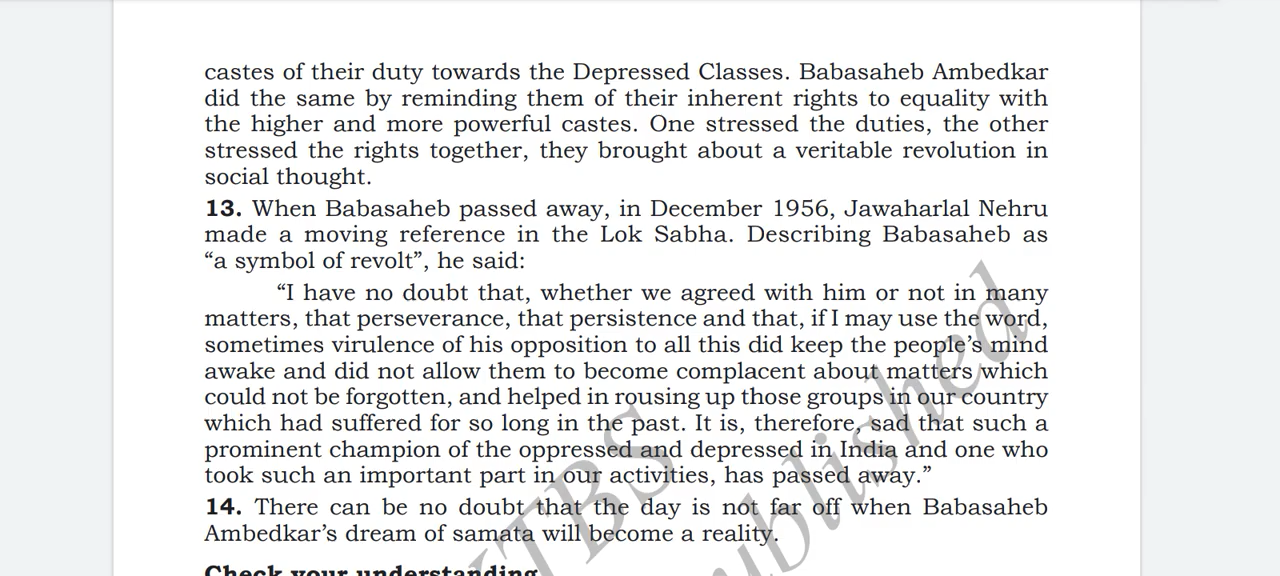 castes of their duty towards the Depressed Classes. Babasaheb Ambedkar
did the same by reminding them of their inherent rights to equality with
the higher and more powerful castes. One stressed the duties, the other
stressed the rights together, they brought about a veritable revolution in
social thought.
13. When Babasaheb passed away, in December 1956, Jawaharlal Nehru
made a moving reference in the Lok Sabha. Describing Babasaheb as
“a symbol of revolt”, he said:
“I have no doubt that, whether we agreed with him or not in many
matters, that perseverance, that persistence and that, if I may use the word,
sometimes virulence of his opposition to all this did keep the people’s mind
awake and did not allow them to become complacent about matters which
could not be forgotten, and helped in rousing up those groups in our country
which had suffered for so long in the past. It is, therefore, sad that such a
prominent champion of the oppressed and depressed in India and one who
took such an important part in our activities, has passed away.”
14. There can be no doubt that the day is not far off when Babasaheb
Ambedkar’s dream of samata will become a reality.
Check your understanding